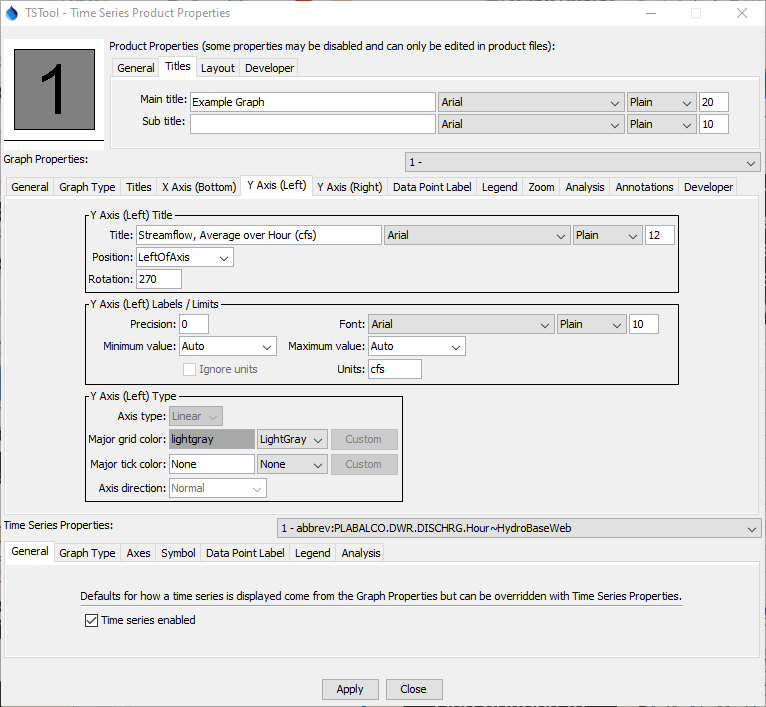 TSTool - Time Series Product Properties
1
Product Properties (some properties may be disabled and can only be edited in product files):
General Titles Layout Developer
Main title: Example Graph Arial Plain 20
Sub title: Arial Plain 10
Graph Properties: 1 -
General Graph Type Titles X Axis (Bottom) Y Axis (Left) Y Axis (Right) Data Point Label Legend Zoom Analysis Annotations Developer
Y Axis (Left) Title
Title: Streamflow, Average over Hour (cfs) Arial Plain 12
Position: LeftOfAxis
Rotation: 270
Y Axis (Left) Labels / Limits
Precision: 0 Font: Arial Plain 10
Minimum value: Auto Maximum value: Auto
Ignore units Units: cfs
Y Axis (Left) Type
Axis type: Linear
Major grid color: lightgray LightGray Custom
Major tick color: None None Custom
Axis direction: Normal
Time Series Properties: 1 - abbrev:PLABALCO.DWR.DISCHRG.Hour~HydroBaseWeb
General Graph Type Axes Symbol Data Point Label Legend Analysis
Defaults for how a time series is displayed come from the Graph Properties but can be overridden with Time Series Properties.
Time series enabled
Apply Close